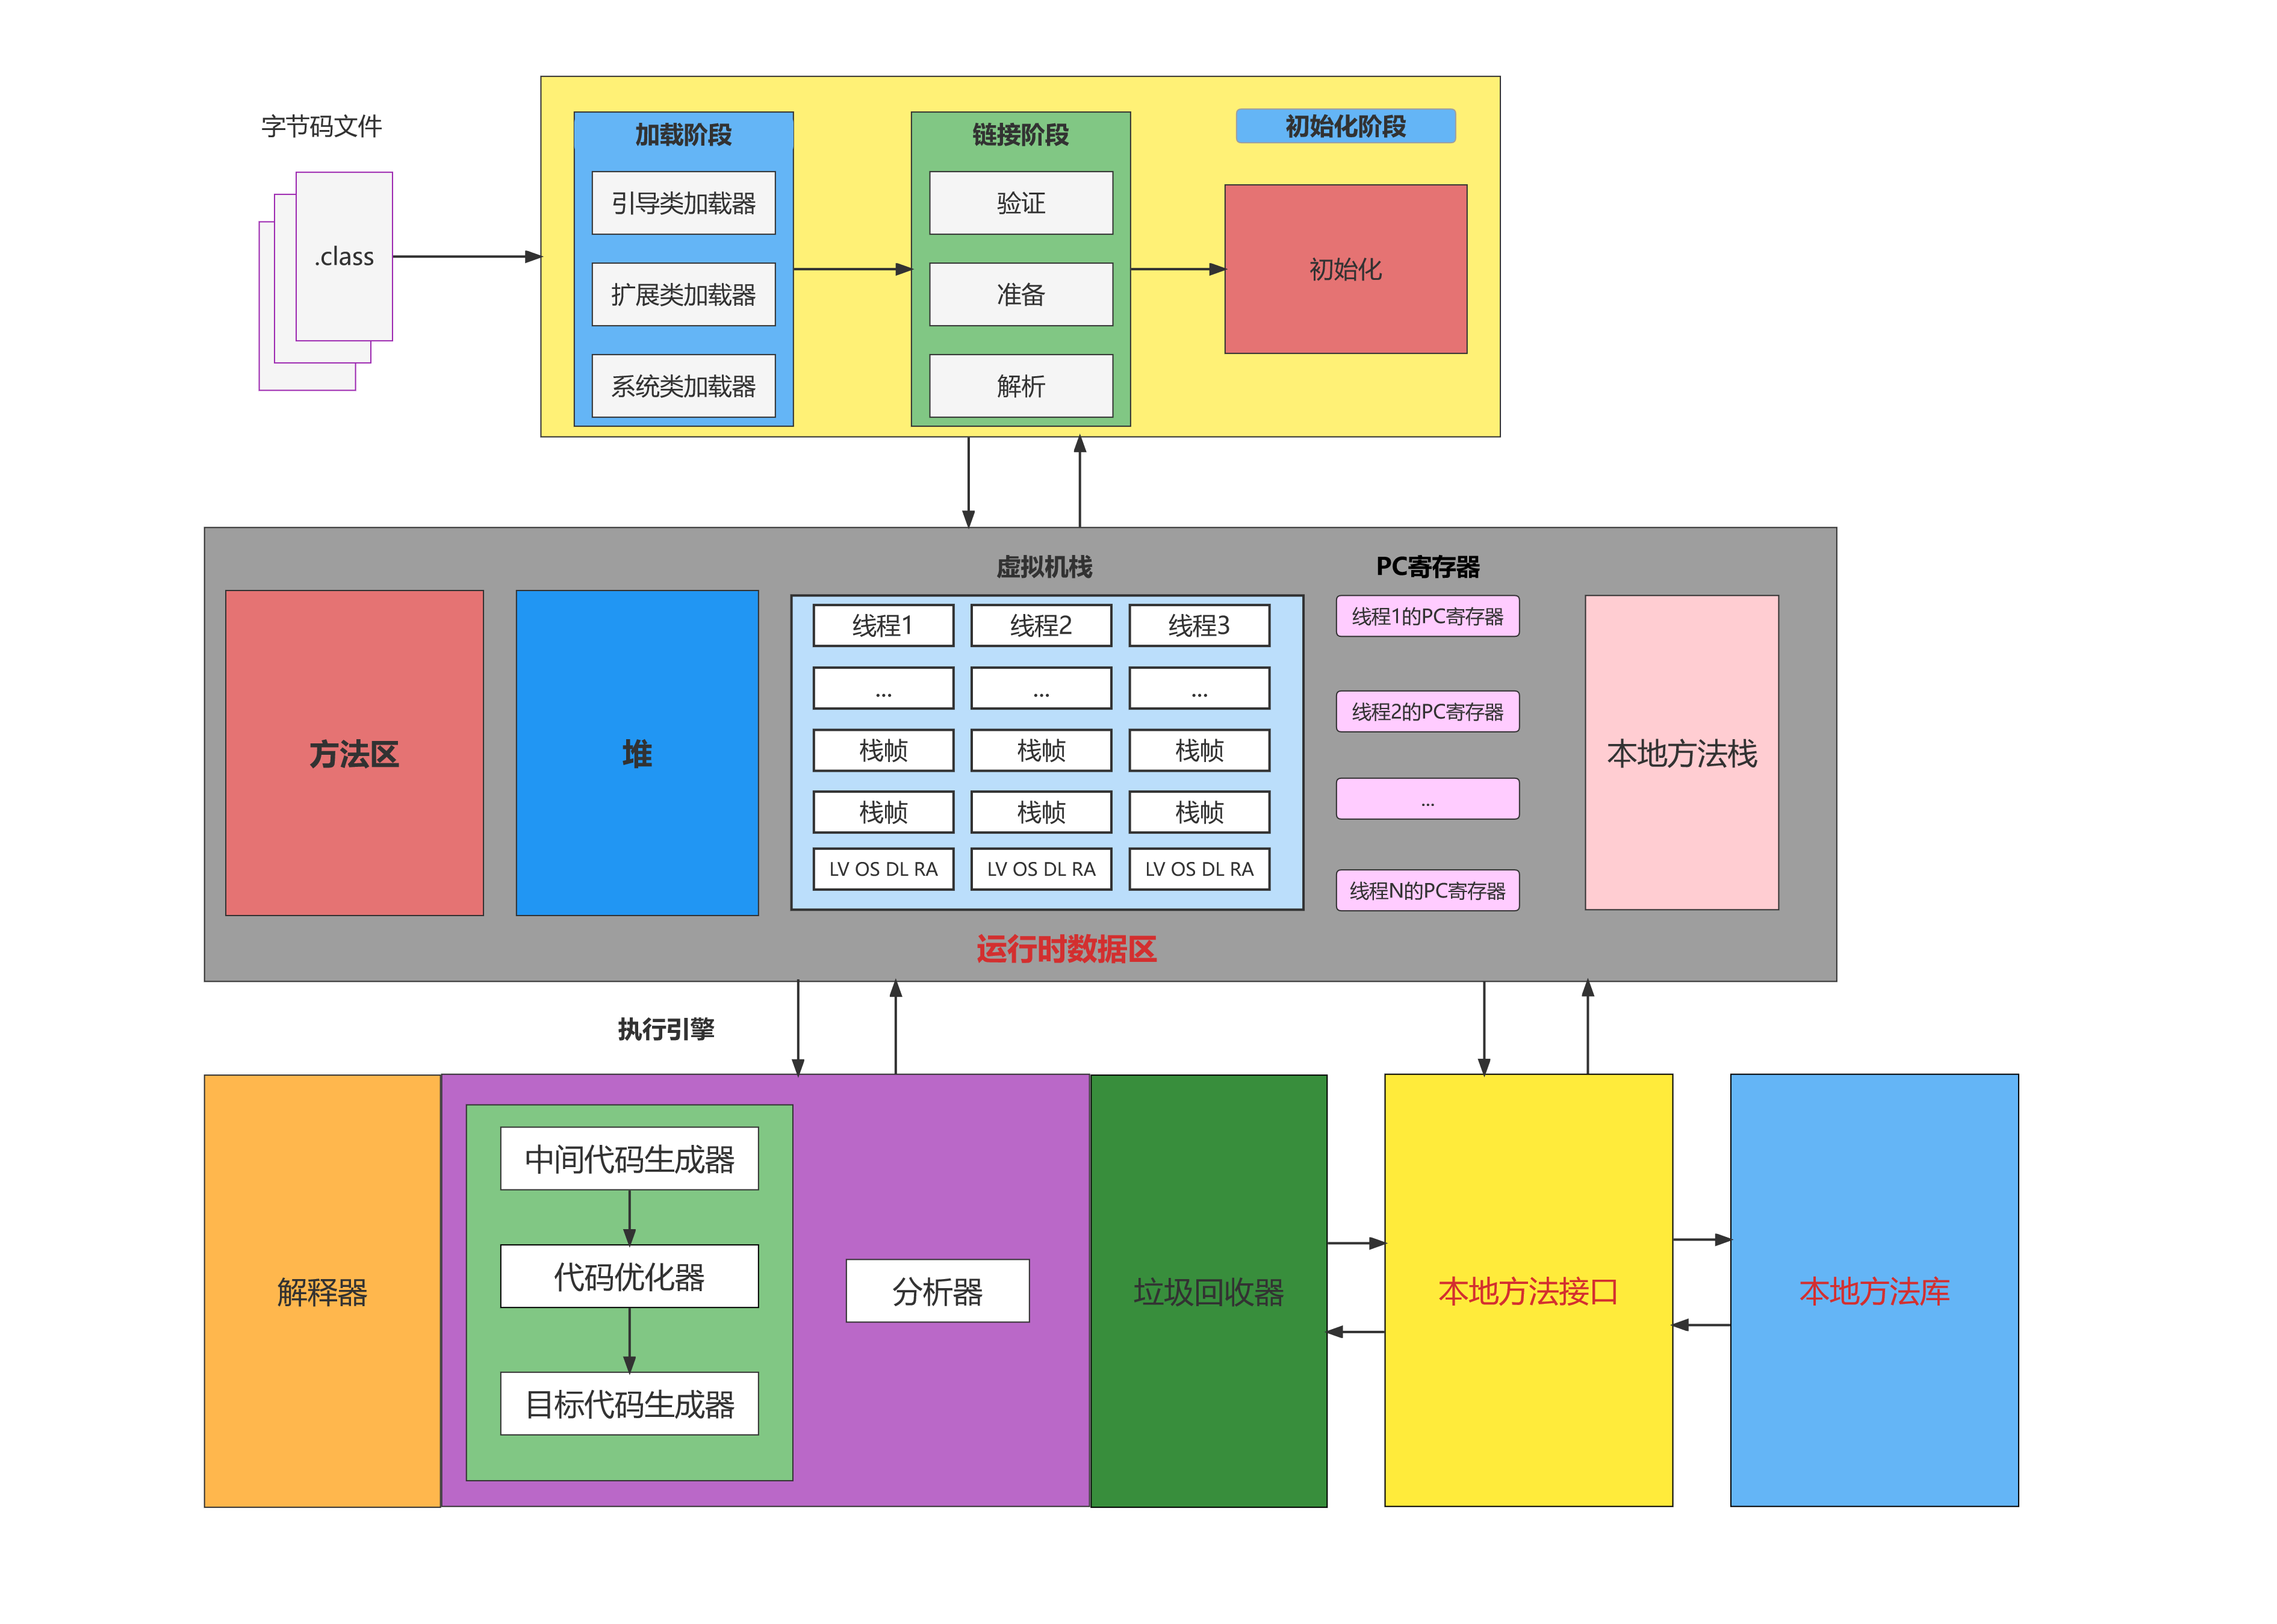 字节码文件
.class
加载阶段
引导类加载器
扩展类加载器
系统类加载器
链接阶段
验证
准备
解析
初始化阶段
初始化
方法区
堆
虚拟机栈
线程1 线程2 线程3
... ... ...
栈帧 栈帧 栈帧
栈帧 栈帧 栈帧
LV OS DL RA LV OS DL RA LV OS DL RA
PC寄存器
线程1的PC寄存器
线程2的PC寄存器
...
线程N的PC寄存器
本地方法栈
运行时数据区
执行引擎
解释器
中间代码生成器
代码优化器
目标代码生成器
分析器
垃圾回收器
本地方法接口
本地方法库